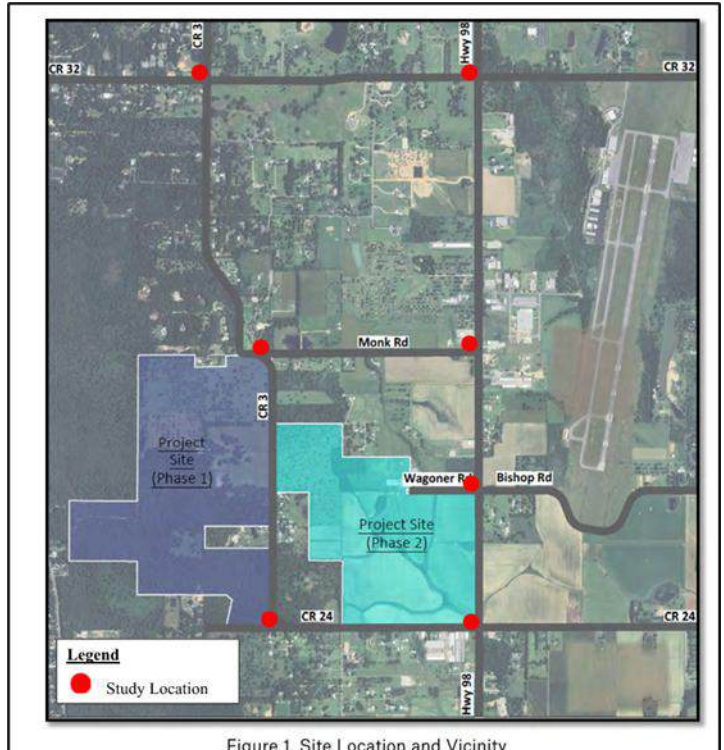 CR 3
Hwy 98
CR 32
CR 32
Monk Rd
CR 3
Project
Site
(Phase 1)
Wagoner Rd
Bishop Rd
Project Site
(Phase 2)
CR 24
CR 24
Legend
Study Location
Hwy 98
Figure 1. Site Location and Vicinity